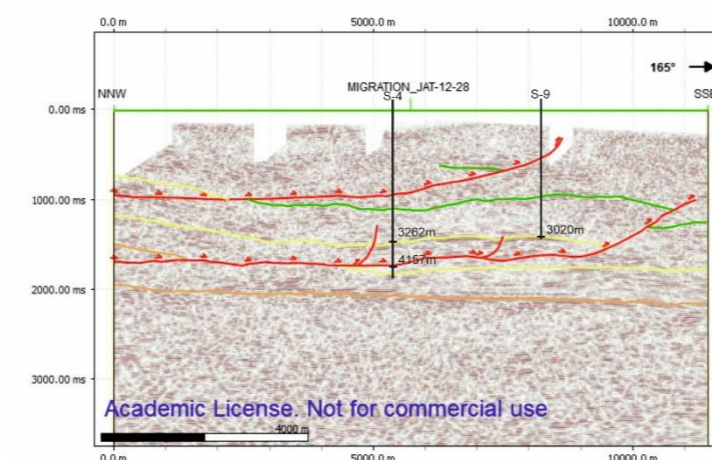 0.0 m 5000.0 m 10000.0 m
165°
MIGRATION_JAT-12-28
NNW S-4 S-9 SSE
0.00 ms
1000.00 ms
3262m 3020m
4157m
2000.00 ms
3000.00 ms
Academic License. Not for commercial use
4000 m
0.0 m 5000.0 m 10000.0 m